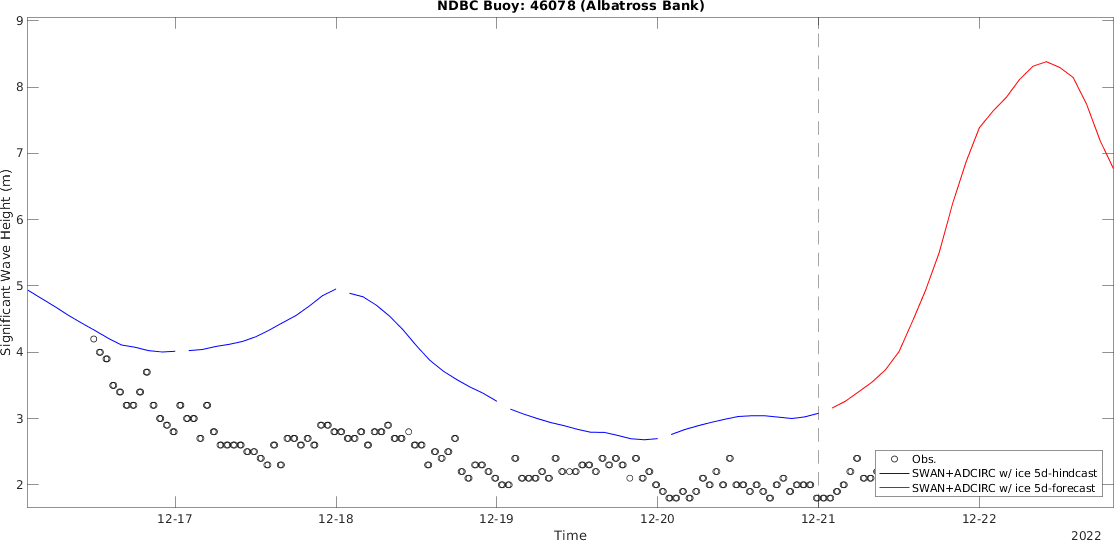 NDBC Buoy: 46078 (Albatross Bank)
Significant Wave Height (m)
9
8
7
6
5
4
3
2
Obs.
SWAN+ADCIRC w/ ice 5d-hindcast
SWAN+ADCIRC w/ ice 5d-forecast
12-17 12-18 12-19 12-20 12-21 12-22
Time
2022